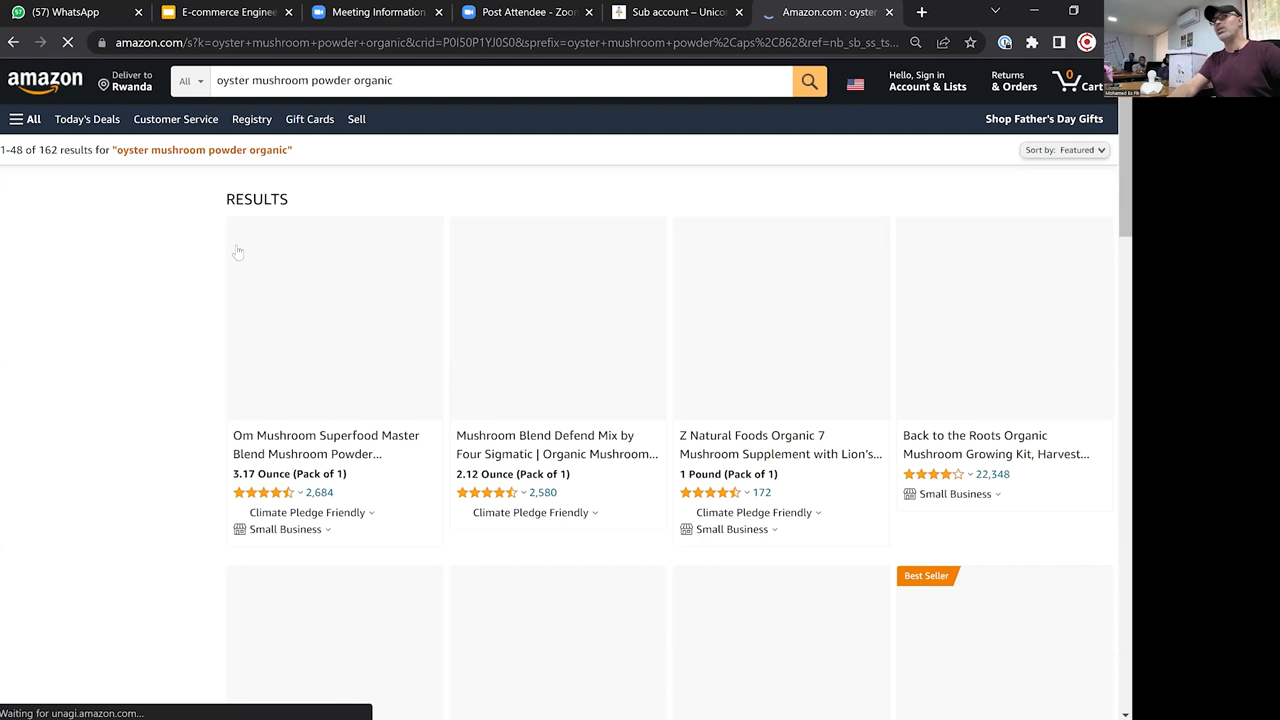 (57) WhatsApp
E-commerce Engine
Meeting Information
Post Attendee - Zoo
Sub account – Unico
Amazon.com : oyste
amazon.com/s?k=oyster+mushroom+powder+organic&crid=P0I50P1YJ0S0&sprefix=oyster+mushroom+powder%2Caps%2C862&ref=nb_sb_ss_ts...
amazon
Deliver to
Rwanda
All
oyster mushroom powder organic
Hello, Sign in
Account & Lists
Returns
& Orders
0
Cart
Mohamed Es Fih
All
Today's Deals
Customer Service
Registry
Gift Cards
Sell
Shop Father's Day Gifts
1-48 of 162 results for "oyster mushroom powder organic"
Sort by: Featured
RESULTS
Om Mushroom Superfood Master
Blend Mushroom Powder...
3.17 Ounce (Pack of 1)
2,684
Climate Pledge Friendly
Small Business
Mushroom Blend Defend Mix by
Four Sigmatic | Organic Mushroom...
2.12 Ounce (Pack of 1)
2,580
Climate Pledge Friendly
Z Natural Foods Organic 7
Mushroom Supplement with Lion's...
1 Pound (Pack of 1)
172
Climate Pledge Friendly
Small Business
Back to the Roots Organic
Mushroom Growing Kit, Harvest...
22,348
Small Business
Best Seller
Waiting for unagi.amazon.com...